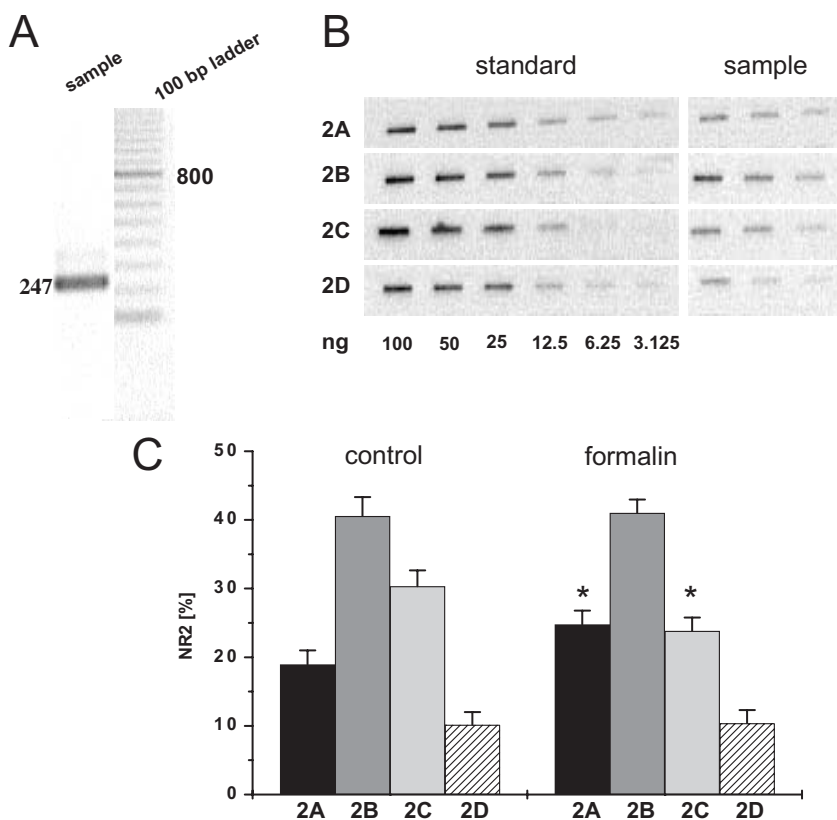 A
sample
100 bp ladder
800
247
B
standard sample
2A
2B
2C
2D
ng 100 50 25 12.5 6.25 3.125
C
control formalin
NR2 [%]
50
40
30
20
10
0
* *
2A 2B 2C 2D 2A 2B 2C 2D